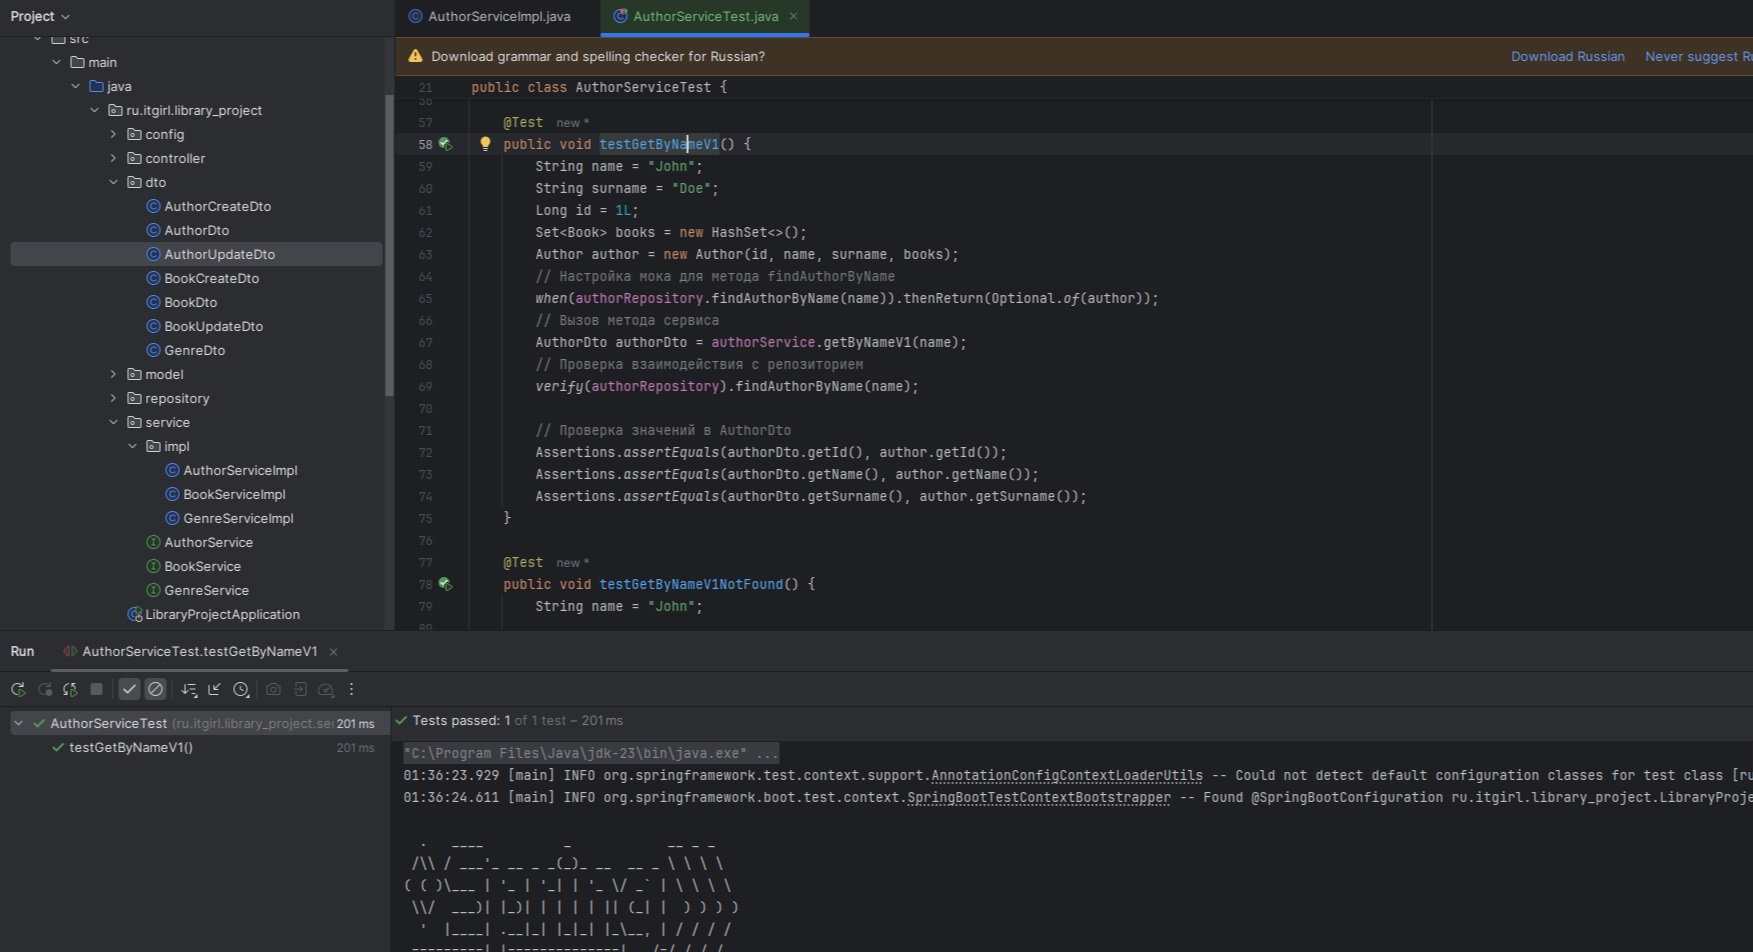 Project
AuthorServiceImpl.java
AuthorServiceTest.java
src
main
java
ru.itgirl.library_project
config
controller
dto
AuthorCreateDto
AuthorDto
AuthorUpdateDto
BookCreateDto
BookDto
BookUpdateDto
GenreDto
model
repository
service
impl
AuthorServiceImpl
BookServiceImpl
GenreServiceImpl
AuthorService
BookService
GenreService
LibraryProjectApplication
Download grammar and spelling checker for Russian? Download Russian Never suggest Ru
21 public class AuthorServiceTest {
56
57 @Test new *
58 public void testGetByNameV1() {
59 String name = "John";
60 String surname = "Doe";
61 Long id = 1L;
62 Set<Book> books = new HashSet<>();
63 Author author = new Author(id, name, surname, books);
64 // Настройка мока для метода findAuthorByName
65 when(authorRepository.findAuthorByName(name)).thenReturn(Optional.of(author));
66 // Вызов метода сервиса
67 AuthorDto authorDto = authorService.getByNameV1(name);
68 // Проверка взаимодействия с репозиторием
69 verify(authorRepository).findAuthorByName(name);
70
71 // Проверка значений в AuthorDto
72 Assertions.assertEquals(authorDto.getId(), author.getId());
73 Assertions.assertEquals(authorDto.getName(), author.getName());
74 Assertions.assertEquals(authorDto.getSurname(), author.getSurname());
75 }
76
77 @Test new *
78 public void testGetByNameV1NotFound() {
79 String name = "John";
80
Run AuthorServiceTest.testGetByNameV1
AuthorServiceTest (ru.itgirl.library_project.se 201 ms
testGetByNameV1() 201 ms
Tests passed: 1 of 1 test – 201 ms
"C:\Program Files\Java\jdk-23\bin\java.exe" ...
01:36:23.929 [main] INFO org.springframework.test.context.support.AnnotationConfigContextLoaderUtils -- Could not detect default configuration classes for test class [ru
01:36:24.611 [main] INFO org.springframework.boot.test.context.SpringBootTestContextBootstrapper -- Found @SpringBootConfiguration ru.itgirl.library_project.LibraryProje